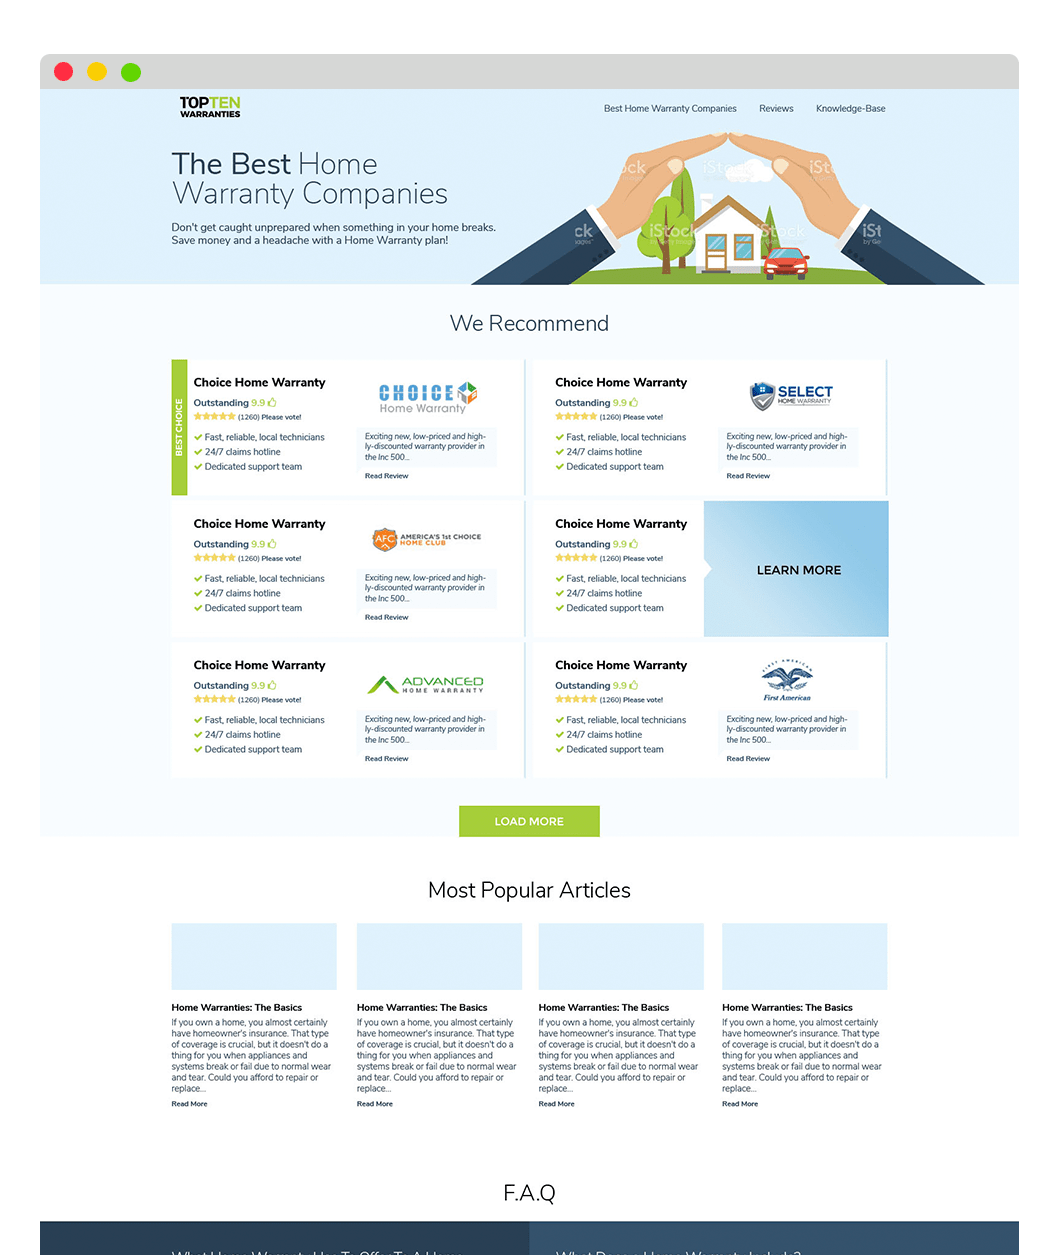 TOPTEN
WARRANTIES
Best Home Warranty Companies
Reviews
Knowledge-Base
The Best Home
Warranty Companies
Don't get caught unprepared when something in your home breaks.
Save money and a headache with a Home Warranty plan!
iStock
iStock
We Recommend
BEST CHOICE
Choice Home Warranty
Outstanding 9.9
(1260) Please vote!
Fast, reliable, local technicians
24/7 claims hotline
Dedicated support team
CHOICE
Home Warranty
Exciting new, low-priced and high-
ly-discounted warranty provider in
the Inc 500...
Read Review
Choice Home Warranty
Outstanding 9.9
(1260) Please vote!
Fast, reliable, local technicians
24/7 claims hotline
Dedicated support team
SELECT
HOME WARRANTY
Exciting new, low-priced and high-
ly-discounted warranty provider in
the Inc 500...
Read Review
Choice Home Warranty
Outstanding 9.9
(1260) Please vote!
Fast, reliable, local technicians
24/7 claims hotline
Dedicated support team
AFC
AMERICA'S 1st CHOICE
HOME CLUB
Exciting new, low-priced and high-
ly-discounted warranty provider in
the Inc 500...
Read Review
Choice Home Warranty
Outstanding 9.9
(1260) Please vote!
Fast, reliable, local technicians
24/7 claims hotline
Dedicated support team
LEARN MORE
Choice Home Warranty
Outstanding 9.9
(1260) Please vote!
Fast, reliable, local technicians
24/7 claims hotline
Dedicated support team
ADVANCED
HOME WARRANTY
Exciting new, low-priced and high-
ly-discounted warranty provider in
the Inc 500...
Read Review
Choice Home Warranty
Outstanding 9.9
(1260) Please vote!
Fast, reliable, local technicians
24/7 claims hotline
Dedicated support team
FIRST AMERICAN
First American
Exciting new, low-priced and high-
ly-discounted warranty provider in
the Inc 500...
Read Review
LOAD MORE
Most Popular Articles
Home Warranties: The Basics
If you own a home, you almost certainly
have homeowner's insurance. That type
of coverage is crucial, but it doesn't do a
thing for you when appliances and
systems break or fail due to normal wear
and tear. Could you afford to repair or
replace...
Read More
Home Warranties: The Basics
If you own a home, you almost certainly
have homeowner's insurance. That type
of coverage is crucial, but it doesn't do a
thing for you when appliances and
systems break or fail due to normal wear
and tear. Could you afford to repair or
replace...
Read More
Home Warranties: The Basics
If you own a home, you almost certainly
have homeowner's insurance. That type
of coverage is crucial, but it doesn't do a
thing for you when appliances and
systems break or fail due to normal wear
and tear. Could you afford to repair or
replace...
Read More
Home Warranties: The Basics
If you own a home, you almost certainly
have homeowner's insurance. That type
of coverage is crucial, but it doesn't do a
thing for you when appliances and
systems break or fail due to normal wear
and tear. Could you afford to repair or
replace...
Read More
F.A.Q